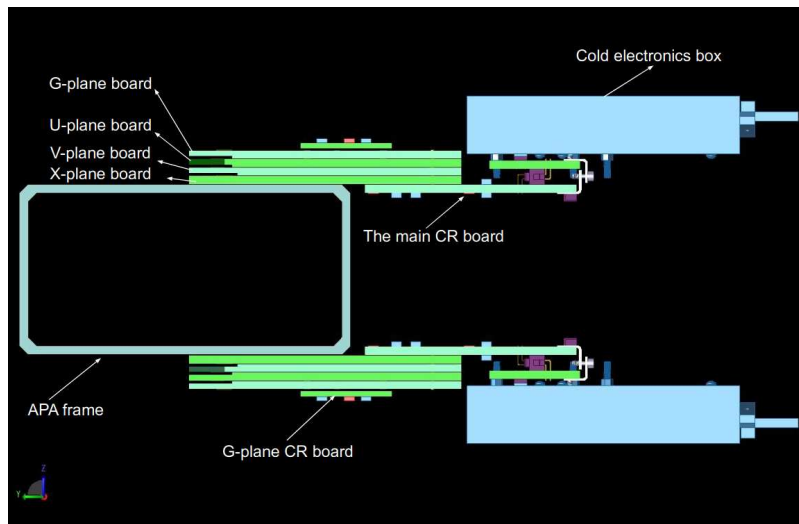 Cold electronics box
G-plane board
U-plane board
V-plane board
X-plane board
The main CR board
APA frame
G-plane CR board
Z
Y